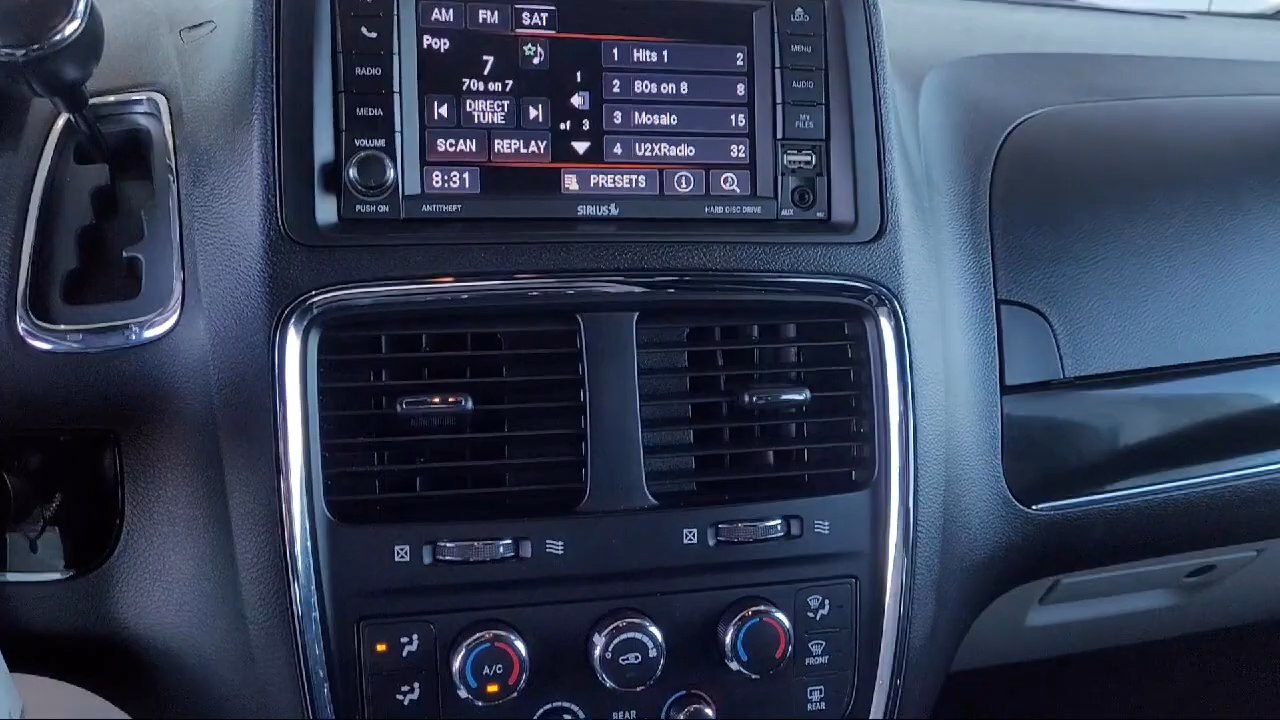 AM FM SAT
Pop
7
70s on 7
DIRECT TUNE
SCAN REPLAY
1
of 3
1 Hits 1 2
2 80s on 8 8
3 Mosaic 15
4 U2XRadio 32
8:31
PRESETS
RADIO
MEDIA
VOLUME
PUSH ON
ANTITHEFT
SIRIUS
HARD DISC DRIVE
LOAD
MENU
AUDIO
MY FILES
AUX
A/C
FRONT
REAR
REAR